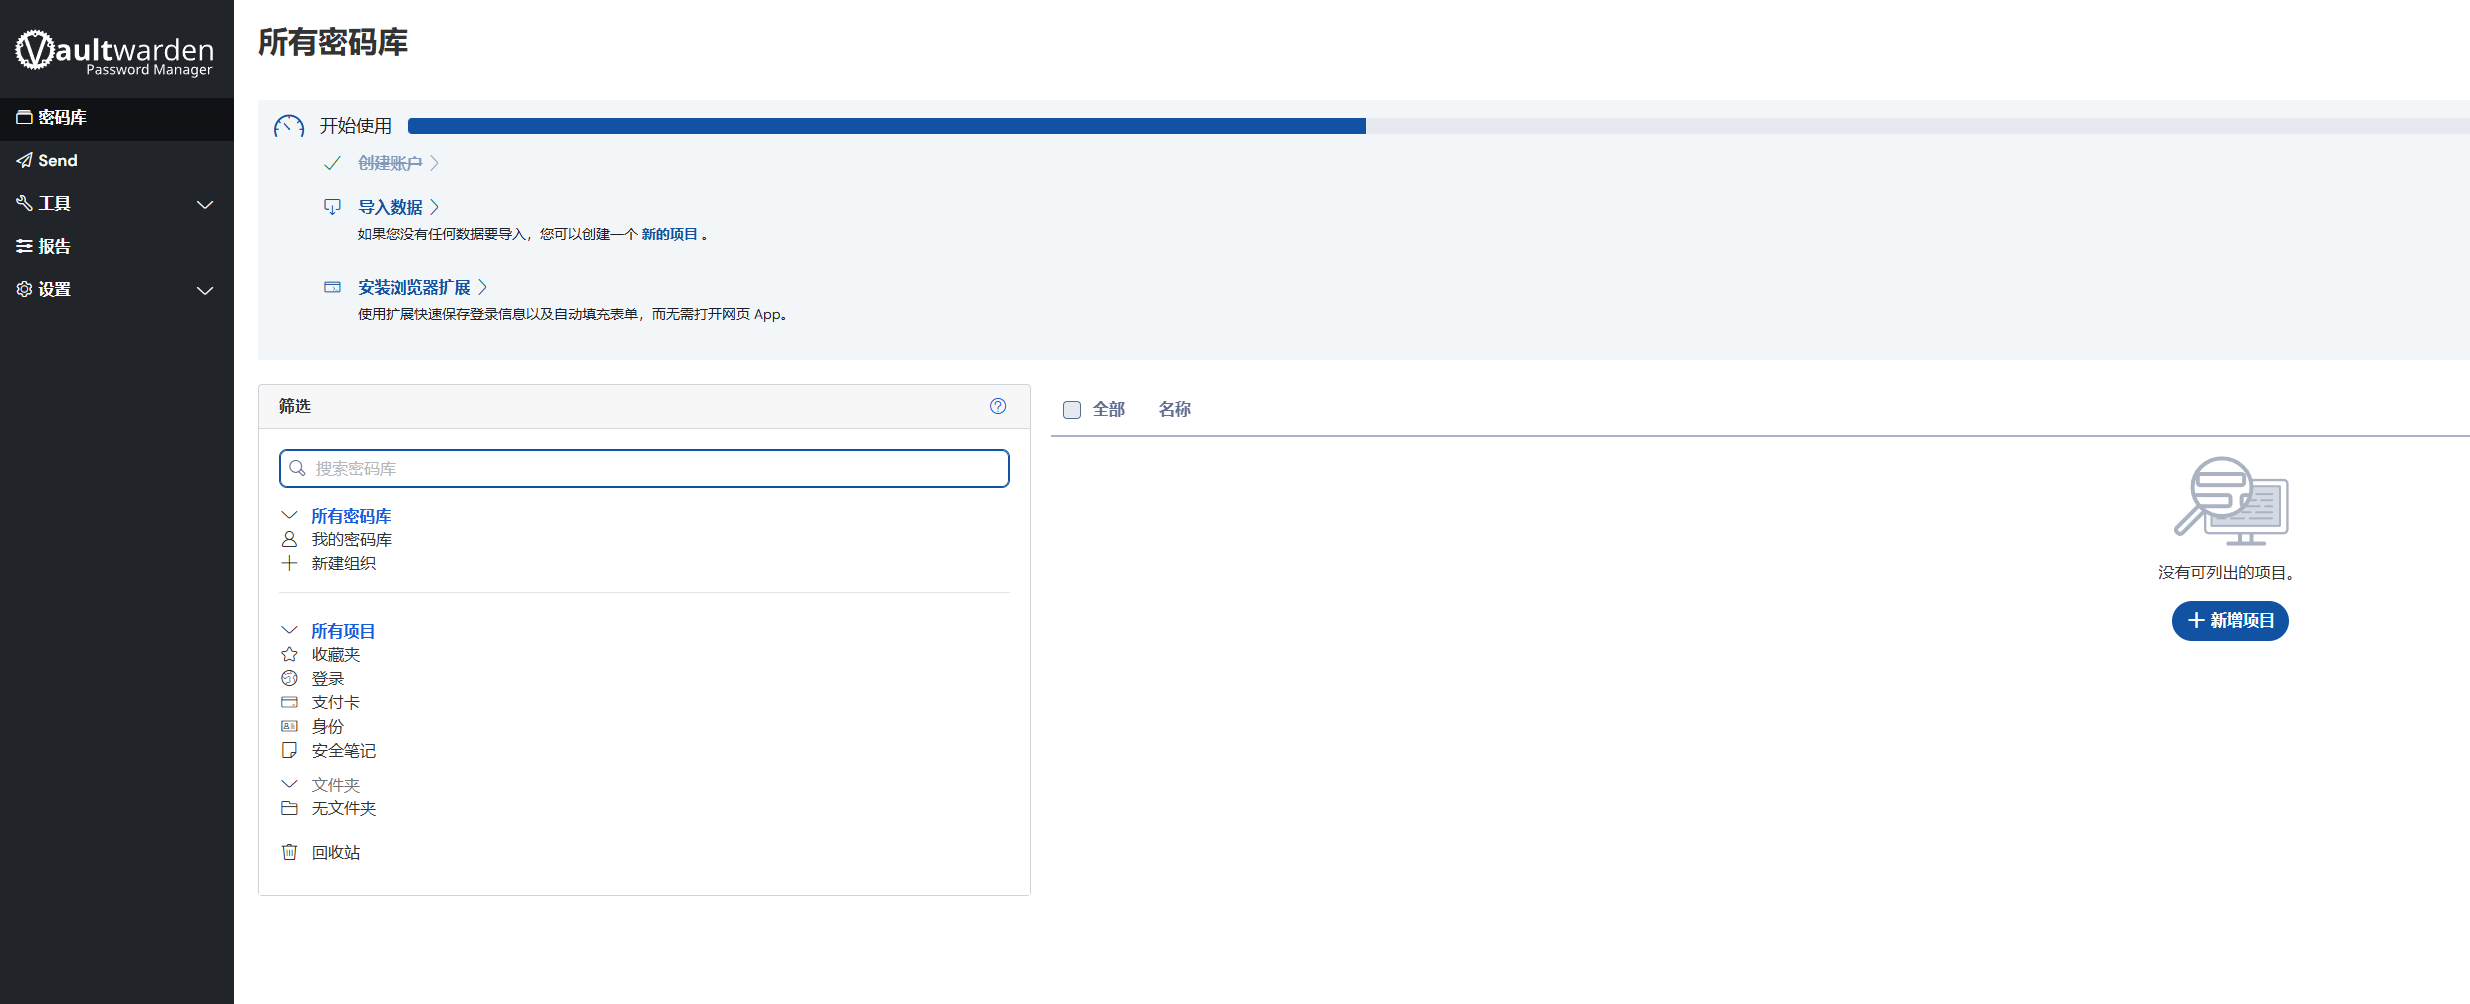 Vaultwarden
Password Manager
密码库
Send
工具
报告
设置
所有密码库
开始使用
创建账户
导入数据
如果您没有任何数据要导入，您可以创建一个 新的项目 。
安装浏览器扩展
使用扩展快速保存登录信息以及自动填充表单，而无需打开网页 App。
筛选
搜索密码库
所有密码库
我的密码库
新建组织
所有项目
收藏夹
登录
支付卡
身份
安全笔记
文件夹
无文件夹
回收站
全部 名称
没有可列出的项目。
新增项目